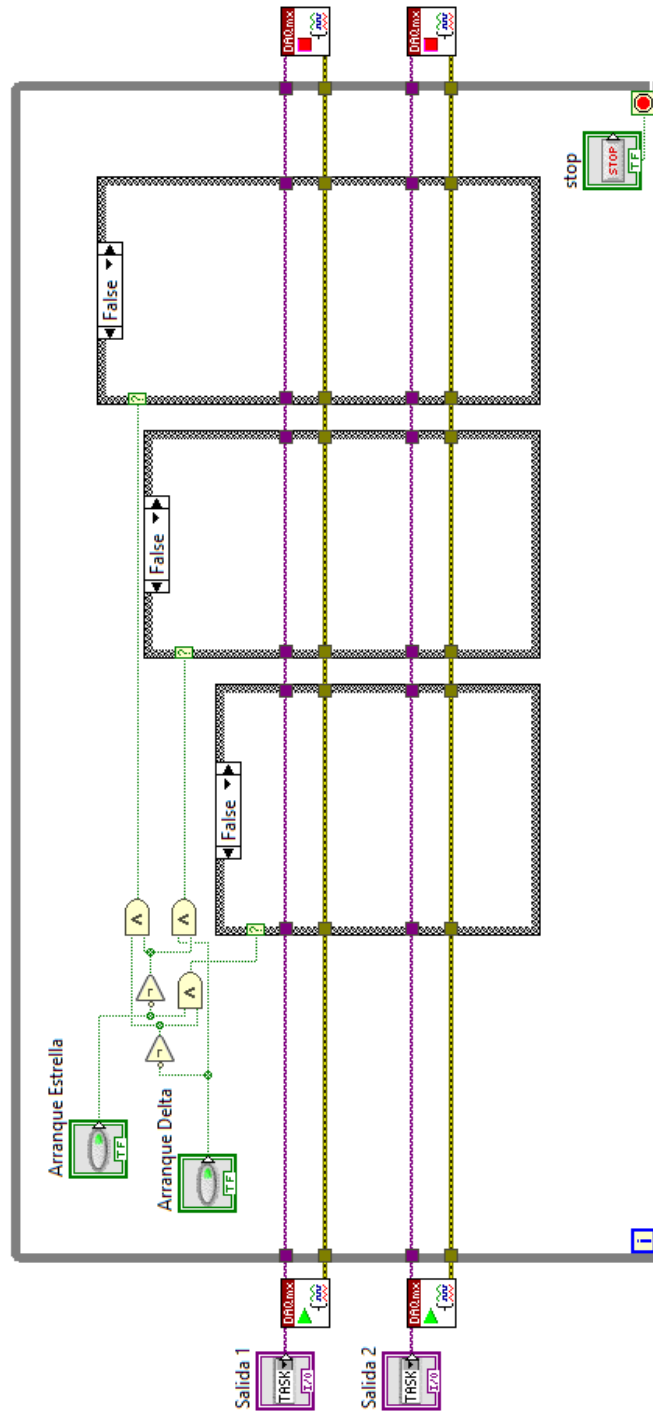 Arranque Estrella
TF
Arranque Delta
TF
False
False
False
Salida 1
TASK
I/O
DAQmx
DAQmx
Salida 2
TASK
I/O
DAQmx
DAQmx
stop
STOP
TF
i